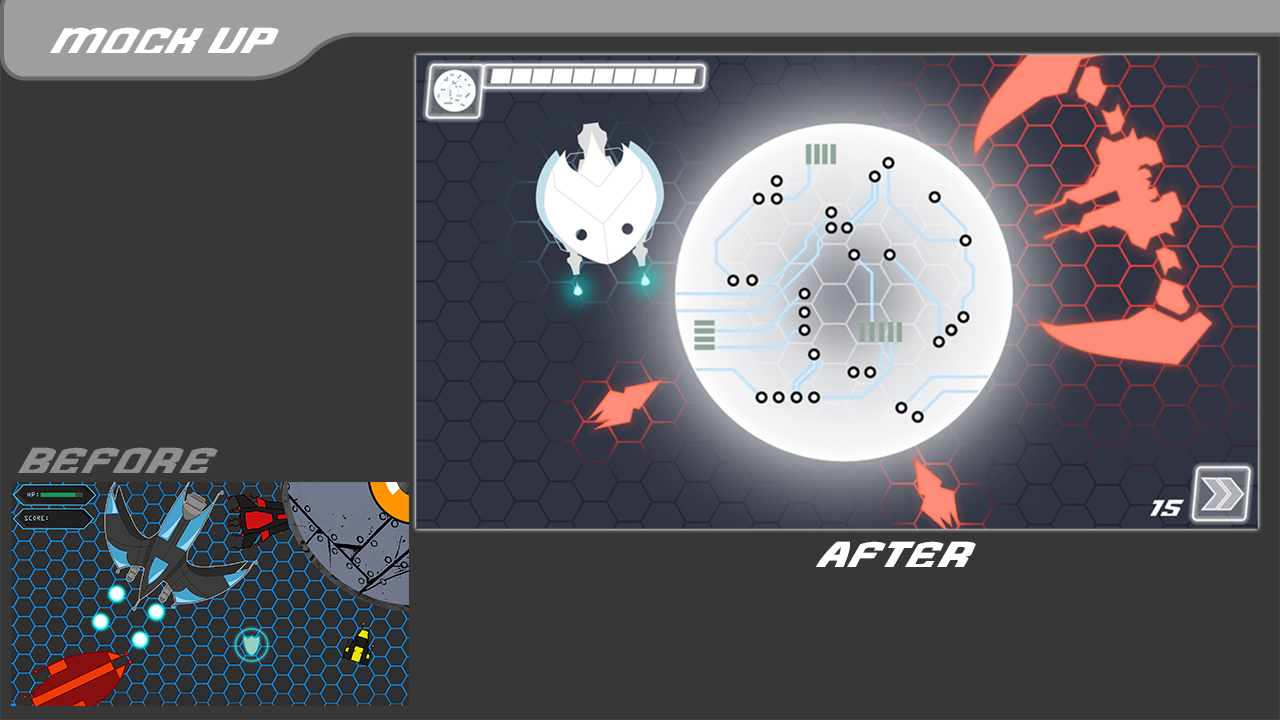 MOCK UP
BEFORE
HP:
SCORE:
15
AFTER